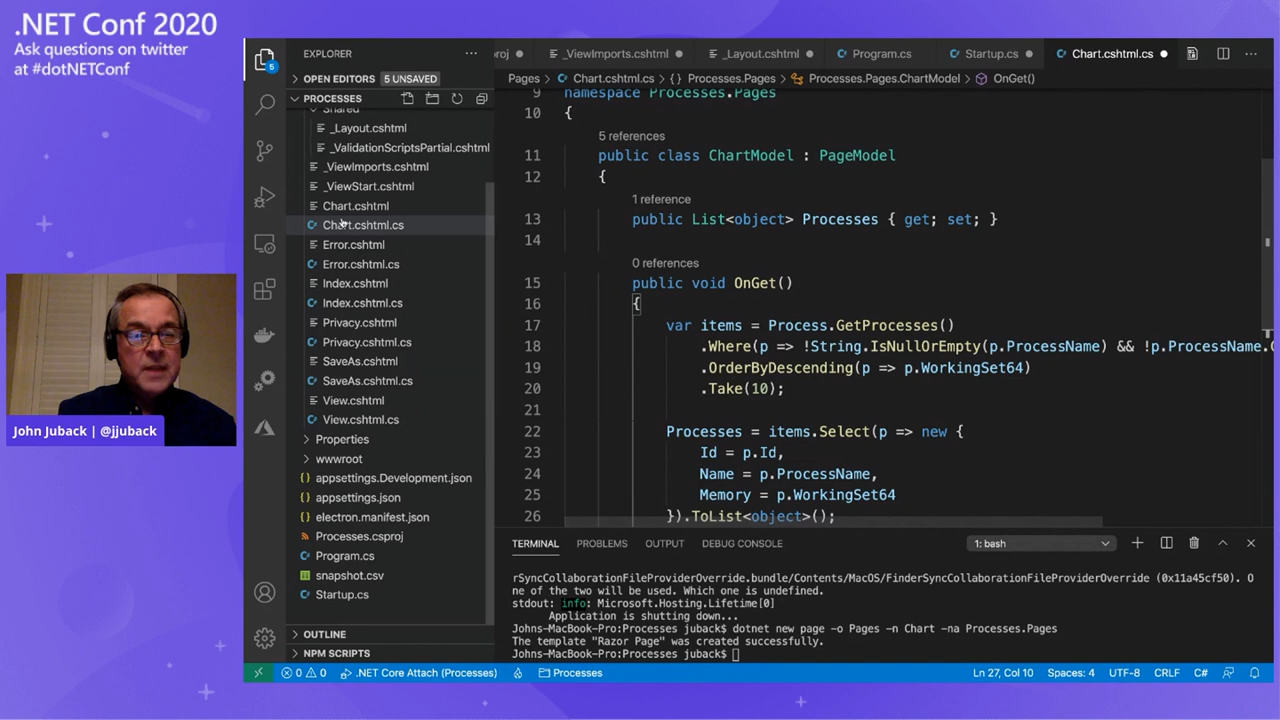 .NET Conf 2020
Ask questions on twitter
at #dotNETConf
John Juback | @jjuback
5
EXPLORER
OPEN EDITORS 5 UNSAVED
PROCESSES
Shared
_Layout.cshtml
_ValidationScriptsPartial.cshtml
_ViewImports.cshtml
_ViewStart.cshtml
Chart.cshtml
Chart.cshtml.cs
Error.cshtml
Error.cshtml.cs
Index.cshtml
Index.cshtml.cs
Privacy.cshtml
Privacy.cshtml.cs
SaveAs.cshtml
SaveAs.cshtml.cs
View.cshtml
View.cshtml.cs
Properties
wwwroot
appsettings.Development.json
appsettings.json
electron.manifest.json
Processes.csproj
Program.cs
snapshot.csv
Startup.cs
OUTLINE
NPM SCRIPTS
roj _ViewImports.cshtml _Layout.cshtml Program.cs Startup.cs Chart.cshtml.cs
Pages > Chart.cshtml.cs > {} Processes.Pages > Processes.Pages.ChartModel > OnGet()
9 namespace Processes.Pages
10 {
5 references
11 public class ChartModel : PageModel
12 {
1 reference
13 public List<object> Processes { get; set; }
14
0 references
15 public void OnGet()
16 {
17 var items = Process.GetProcesses()
18 .Where(p => !String.IsNullOrEmpty(p.ProcessName) && !p.ProcessName.
19 .OrderByDescending(p => p.WorkingSet64)
20 .Take(10);
21
22 Processes = items.Select(p => new {
23 Id = p.Id,
24 Name = p.ProcessName,
25 Memory = p.WorkingSet64
26 }).ToList<object>();
TERMINAL PROBLEMS OUTPUT DEBUG CONSOLE 1: bash
rSyncCollaborationFileProviderOverride.bundle/Contents/MacOS/FinderSyncCollaborationFileProviderOverride (0x11a45cf50). O
ne of the two will be used. Which one is undefined.
stdout: info: Microsoft.Hosting.Lifetime[0]
Application is shutting down...
Johns-MacBook-Pro:Processes juback$ dotnet new page -o Pages -n Chart -na Processes.Pages
The template "Razor Page" was created successfully.
Johns-MacBook-Pro:Processes juback$
0 0 .NET Core Attach (Processes) Processes Ln 27, Col 10 Spaces: 4 UTF-8 CRLF C#